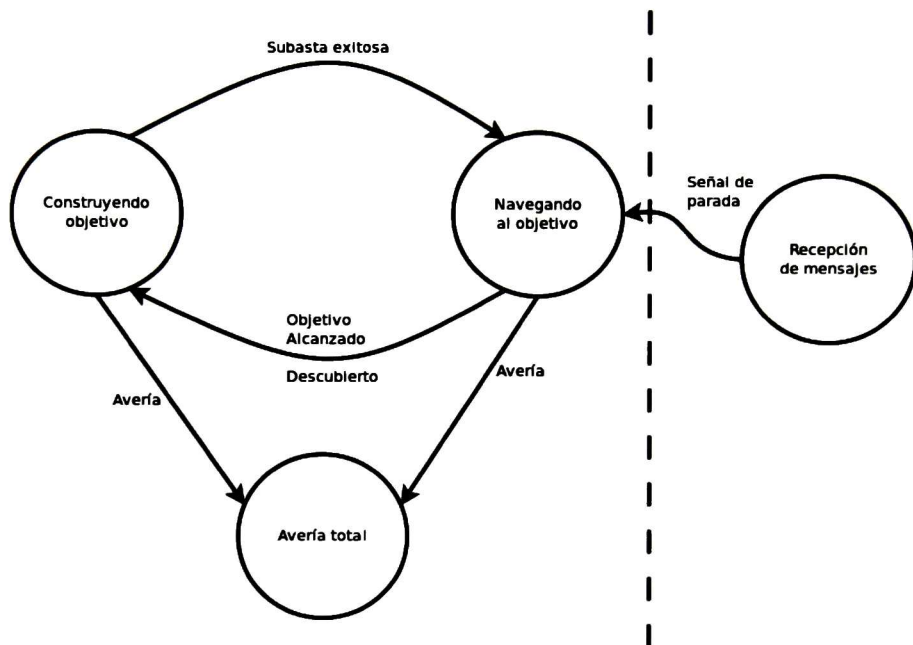 Subasta exitosa
Construyendo
objetivo
Navegando
al objetivo
Señal de
parada
Recepción
de mensajes
Objetivo
Alcanzado
Descubierto
Avería
Avería
Avería total